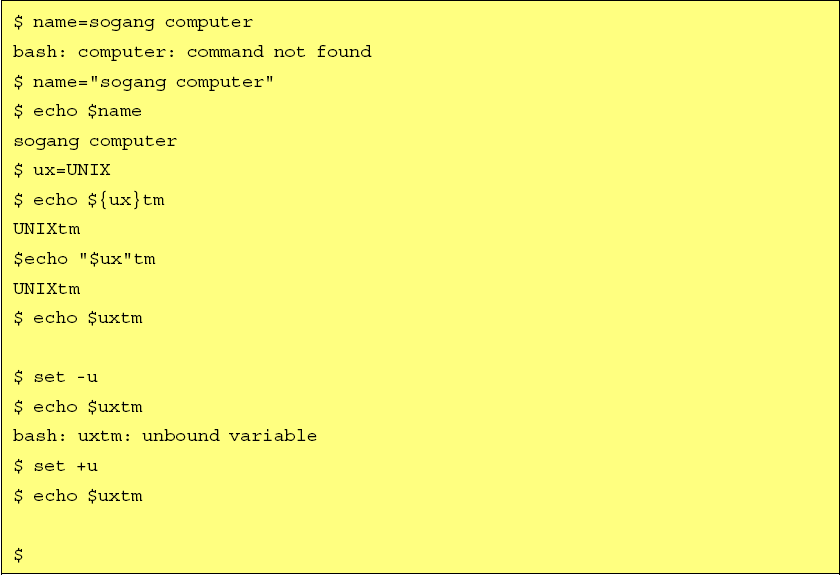 $ name=sogang computer
bash: computer: command not found
$ name="sogang computer"
$ echo $name
sogang computer
$ ux=UNIX
$ echo ${ux}tm
UNIXtm
$echo "$ux"tm
UNIXtm
$ echo $uxtm

$ set -u
$ echo $uxtm
bash: uxtm: unbound variable
$ set +u
$ echo $uxtm

$